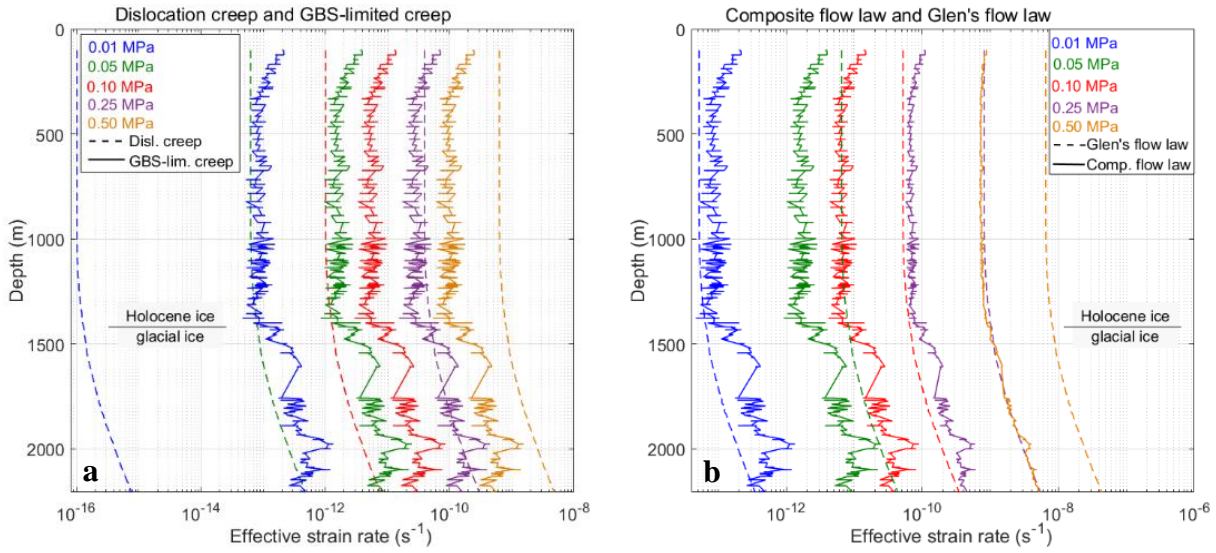 Dislocation creep and GBS-limited creep
0
500
1000
1500
2000
Depth (m)
0.01 MPa
0.05 MPa
0.10 MPa
0.25 MPa
0.50 MPa
Disl. creep
GBS-lim. creep
Holocene ice
glacial ice
a
10⁻¹⁶
10⁻¹⁴
10⁻¹²
10⁻¹⁰
10⁻⁸
Effective strain rate (s⁻¹)
Composite flow law and Glen's flow law
0
500
1000
1500
2000
Depth (m)
0.01 MPa
0.05 MPa
0.10 MPa
0.25 MPa
0.50 MPa
Glen's flow law
Comp. flow law
Holocene ice
glacial ice
b
10⁻¹²
10⁻¹⁰
10⁻⁸
10⁻⁶
Effective strain rate (s⁻¹)